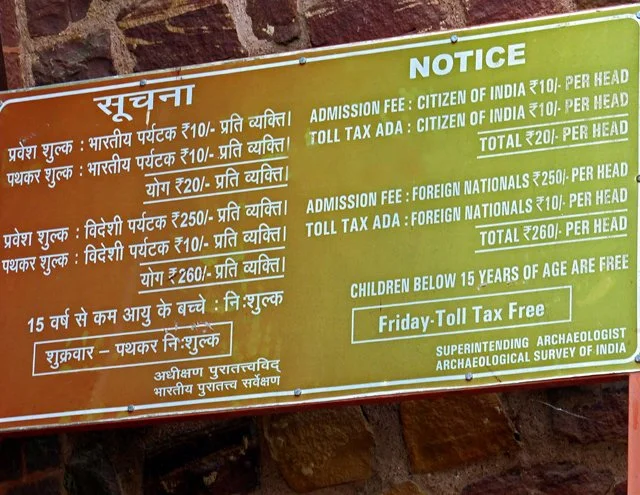 सूचना
प्रवेश शुल्क : भारतीय पर्यटक ₹10/- प्रति व्यक्ति।
पथकर शुल्क : भारतीय पर्यटक ₹10/- प्रति व्यक्ति।
योग ₹20/- प्रति व्यक्ति।
प्रवेश शुल्क : विदेशी पर्यटक ₹250/- प्रति व्यक्ति।
पथकर शुल्क : विदेशी पर्यटक ₹10/- प्रति व्यक्ति।
योग ₹260/- प्रति व्यक्ति।
15 वर्ष से कम आयु के बच्चे : नि:शुल्क
शुक्रवार – पथकर नि:शुल्क
अधीक्षण पुरातत्त्वविद्
भारतीय पुरातत्त्व सर्वेक्षण
NOTICE
ADMISSION FEE : CITIZEN OF INDIA ₹10/- PER HEAD
TOLL TAX ADA : CITIZEN OF INDIA ₹10/- PER HEAD
TOTAL ₹20/- PER HEAD
ADMISSION FEE : FOREIGN NATIONALS ₹250/- PER HEAD
TOLL TAX ADA : FOREIGN NATIONALS ₹10/- PER HEAD
TOTAL ₹260/- PER HEAD
CHILDREN BELOW 15 YEARS OF AGE ARE FREE
Friday-Toll Tax Free
SUPERINTENDING ARCHAEOLOGIST
ARCHAEOLOGICAL SURVEY OF INDIA